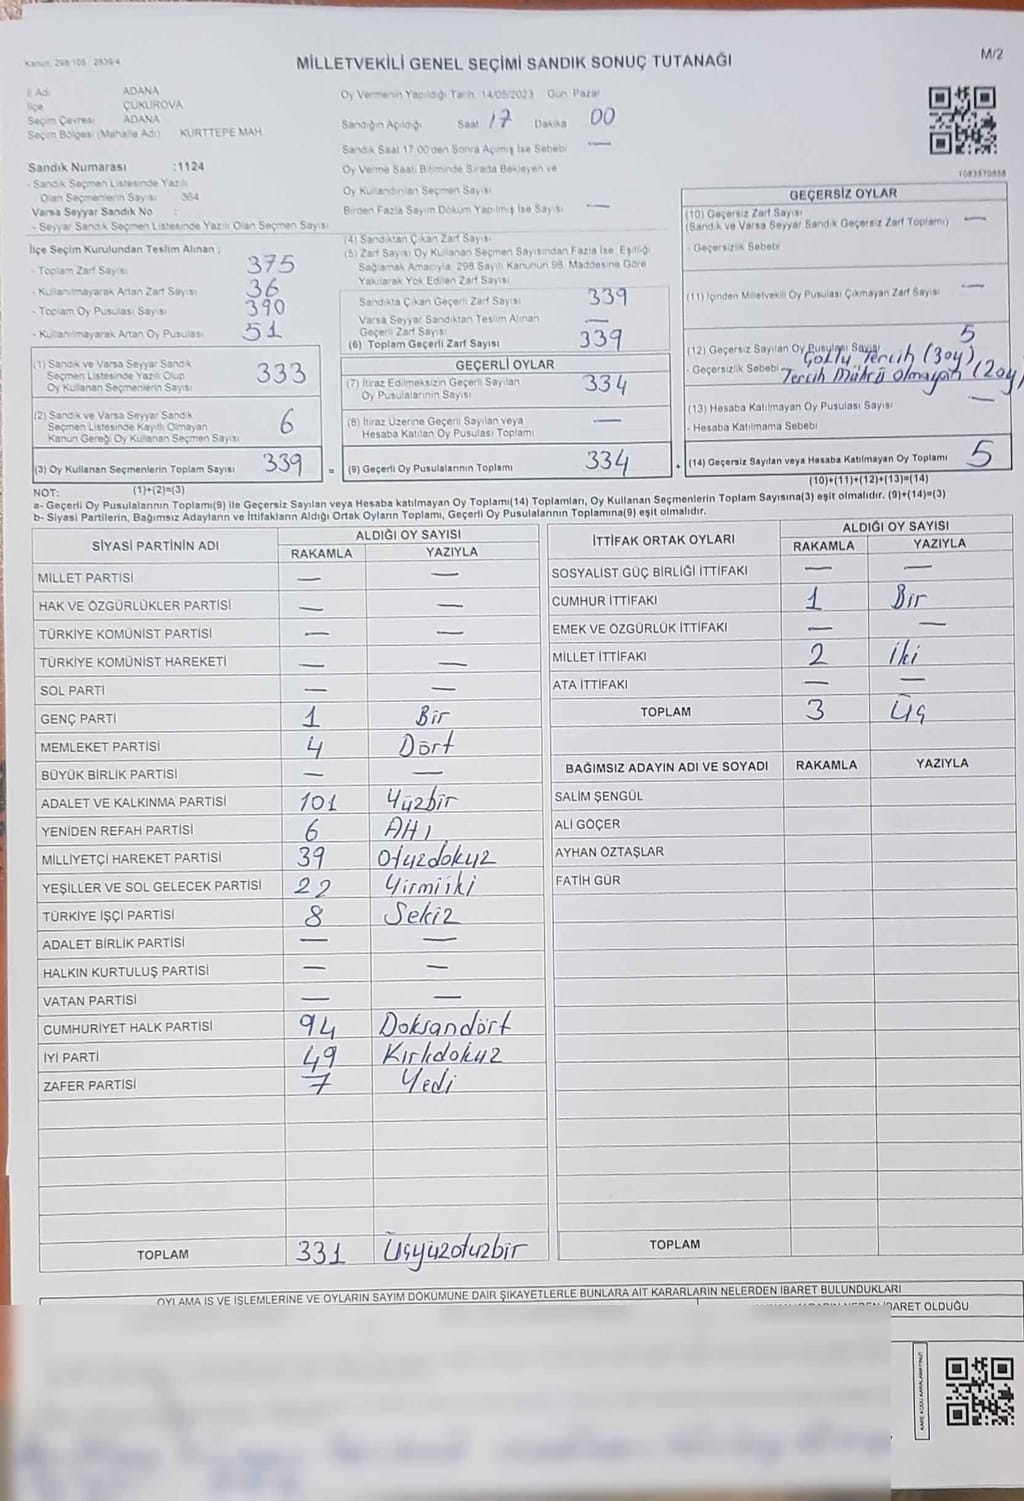 Kanun, 298/105 2839/4
MİLLETVEKİLİ GENEL SEÇİMİ SANDIK SONUÇ TUTANAĞI
M/2
İl Adı ADANA
İlçe ÇUKUROVA
Seçim Çevresi ADANA
Seçim Bölgesi (Mahalle Adı) KURTTEPE MAH.
Sandık Numarası :1124
- Sandık Seçmen Listesinde Yazılı
Olan Seçmenlerin Sayısı 364
Varsa Seyyar Sandık No :
- Seyyar Sandık Seçmen Listesinde Yazılı Olan Seçmen Sayısı
Oy Vermenin Yapıldığı Tarih 14/05/2023 Gün Pazar
Sandığın Açıldığı Saat 17 Dakika 00
Sandık Saat 17.00'den Sonra Açılmış İse Sebebi —
Oy Verme Saati Bitiminde Sırada Bekleyen ve
Oy Kullandırılan Seçmen Sayısı
Birden Fazla Sayım Döküm Yapılmış İse Sayısı —
1083570858
İlçe Seçim Kurulundan Teslim Alınan ;
- Toplam Zarf Sayısı 375
- Kullanılmayarak Artan Zarf Sayısı 36
- Toplam Oy Pusulası Sayısı 390
- Kullanılmayarak Artan Oy Pusulası 51
(1) Sandık ve Varsa Seyyar Sandık
Seçmen Listesinde Yazılı Olup
Oy Kullanan Seçmenlerin Sayısı 333
(2) Sandık ve Varsa Seyyar Sandık
Seçmen Listesinde Kayıtlı Olmayan
Kanun Gereği Oy Kullanan Seçmen Sayısı 6
(3) Oy Kullanan Seçmenlerin Toplam Sayısı 339
(1)+(2)=(3)
(4) Sandıktan Çıkan Zarf Sayısı
(5) Zarf Sayısı Oy Kullanan Seçmen Sayısından Fazla İse, Eşitliği
Sağlamak Amacıyla, 298 Sayılı Kanunun 98. Maddesine Göre
Yakılarak Yok Edilen Zarf Sayısı
Sandıkta Çıkan Geçerli Zarf Sayısı 339
Varsa Seyyar Sandıktan Teslim Alınan
Geçerli Zarf Sayısı —
(6) Toplam Geçerli Zarf Sayısı 339
GEÇERLİ OYLAR
(7) İtiraz Edilmeksizin Geçerli Sayılan
Oy Pusulalarının Sayısı 334
(8) İtiraz Üzerine Geçerli Sayılan veya
Hesaba Katılan Oy Pusulası Toplamı —
= (9) Geçerli Oy Pusulalarının Toplamı 334
GEÇERSİZ OYLAR
(10) Geçersiz Zarf Sayısı
(Sandık ve Varsa Seyyar Sandık Geçersiz Zarf Toplamı) —
- Geçersizlik Sebebi
(11) İçinden Milletvekili Oy Pusulası Çıkmayan Zarf Sayısı —
(12) Geçersiz Sayılan Oy Pusulası Sayısı 5
- Geçersizlik Sebebi Çoklu Tercih (3oy),
Tercih Mührü Olmayan (2oy)
(13) Hesaba Katılmayan Oy Pusulası Sayısı —
- Hesaba Katılmama Sebebi
+ (14) Geçersiz Sayılan veya Hesaba Katılmayan Oy Toplamı 5
(10)+(11)+(12)+(13)=(14)
NOT:
a- Geçerli Oy Pusulalarının Toplamı(9) ile Geçersiz Sayılan veya Hesaba katılmayan Oy Toplamı(14) Toplamları, Oy Kullanan Seçmenlerin Toplam Sayısına(3) eşit olmalıdır. (9)+(14)=(3)
b- Siyasi Partilerin, Bağımsız Adayların ve İttifakların Aldığı Ortak Oyların Toplamı, Geçerli Oy Pusulalarının Toplamına(9) eşit olmalıdır.
SİYASİ PARTİNİN ADI ALDIĞI OY SAYISI
RAKAMLA YAZIYLA
MİLLET PARTİSİ — —
HAK VE ÖZGÜRLÜKLER PARTİSİ — —
TÜRKİYE KOMÜNİST PARTİSİ — —
TÜRKİYE KOMÜNİST HAREKETİ — —
SOL PARTİ — —
GENÇ PARTİ 1 Bir
MEMLEKET PARTİSİ 4 Dört
BÜYÜK BİRLİK PARTİSİ — —
ADALET VE KALKINMA PARTİSİ 101 Yüzbir
YENİDEN REFAH PARTİSİ 6 Altı
MİLLİYETÇİ HAREKET PARTİSİ 39 Otuzdokuz
YEŞİLLER VE SOL GELECEK PARTİSİ 22 Yirmiiki
TÜRKİYE İŞÇİ PARTİSİ 8 Sekiz
ADALET BİRLİK PARTİSİ — —
HALKIN KURTULUŞ PARTİSİ — —
VATAN PARTİSİ — —
CUMHURİYET HALK PARTİSİ 94 Doksandört
İYİ PARTİ 49 Kırkdokuz
ZAFER PARTİSİ 7 Yedi
TOPLAM 331 Üçyüzotuzbir
İTTİFAK ORTAK OYLARI ALDIĞI OY SAYISI
RAKAMLA YAZIYLA
SOSYALİST GÜÇ BİRLİĞİ İTTİFAKI — —
CUMHUR İTTİFAKI 1 Bir
EMEK VE ÖZGÜRLÜK İTTİFAKI — —
MİLLET İTTİFAKI 2 İki
ATA İTTİFAKI — —
TOPLAM 3 Üç
BAĞIMSIZ ADAYIN ADI VE SOYADI RAKAMLA YAZIYLA
SALİM ŞENGÜL
ALİ GÖÇER
AYHAN ÖZTAŞLAR
FATİH GÜR
TOPLAM
OYLAMA İŞ VE İŞLEMLERİNE VE OYLARIN SAYIM DÖKÜMÜNE DAİR ŞİKAYETLERLE BUNLARA AİT KARARLARIN NELERDEN İBARET BULUNDUKLARI
İBARET OLDUĞU